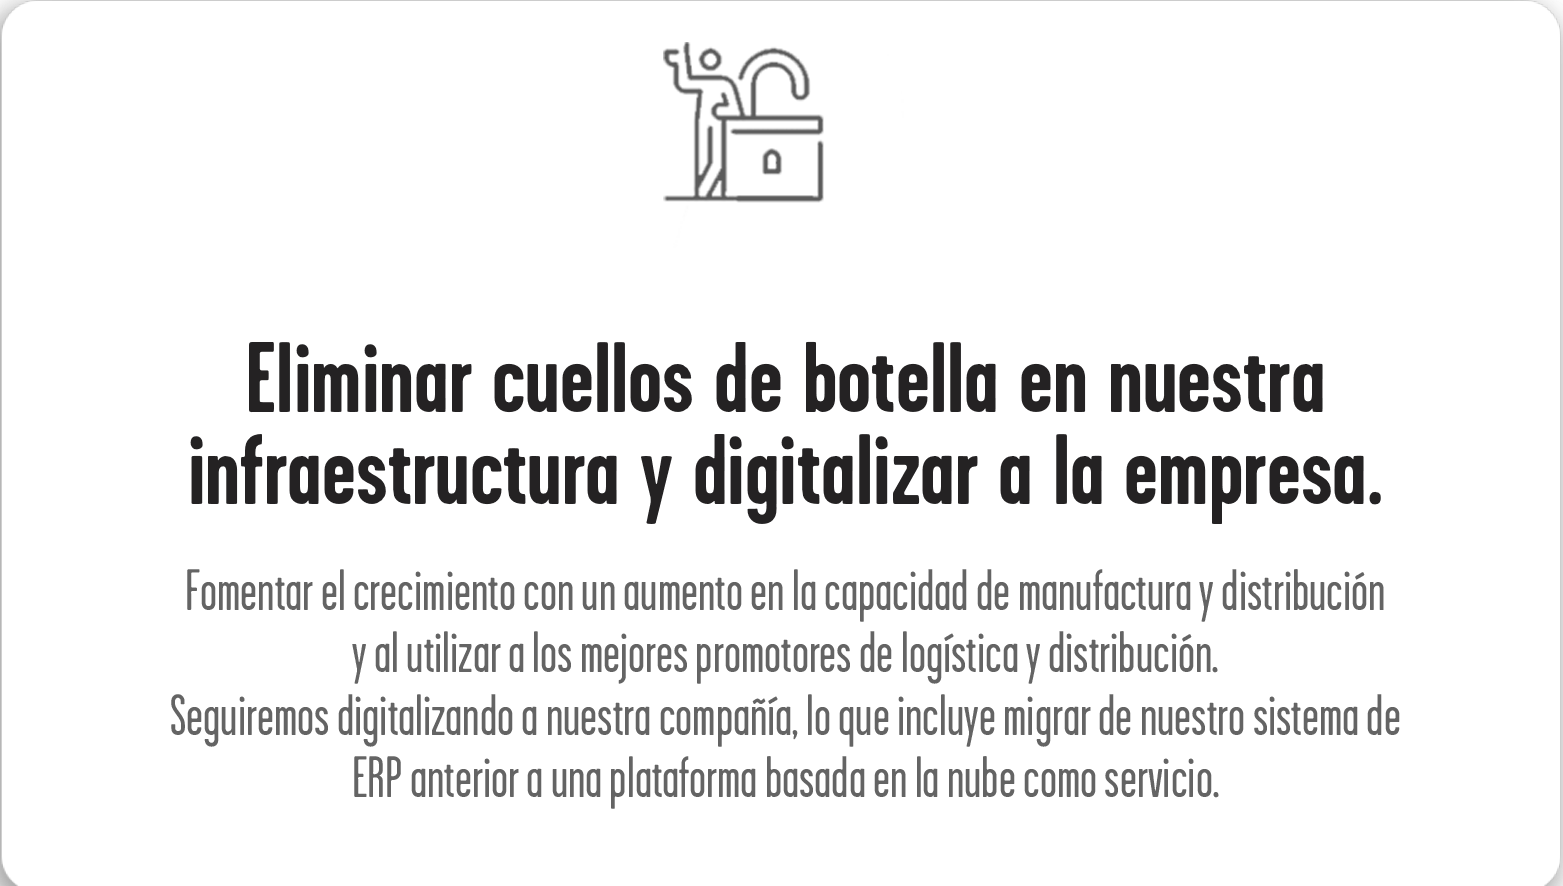 Eliminar cuellos de botella en nuestra
infraestructura y digitalizar a la empresa.
Fomentar el crecimiento con un aumento en la capacidad de manufactura y distribución
y al utilizar a los mejores promotores de logística y distribución.
Seguiremos digitalizando a nuestra compañía, lo que incluye migrar de nuestro sistema de
ERP anterior a una plataforma basada en la nube como servicio.